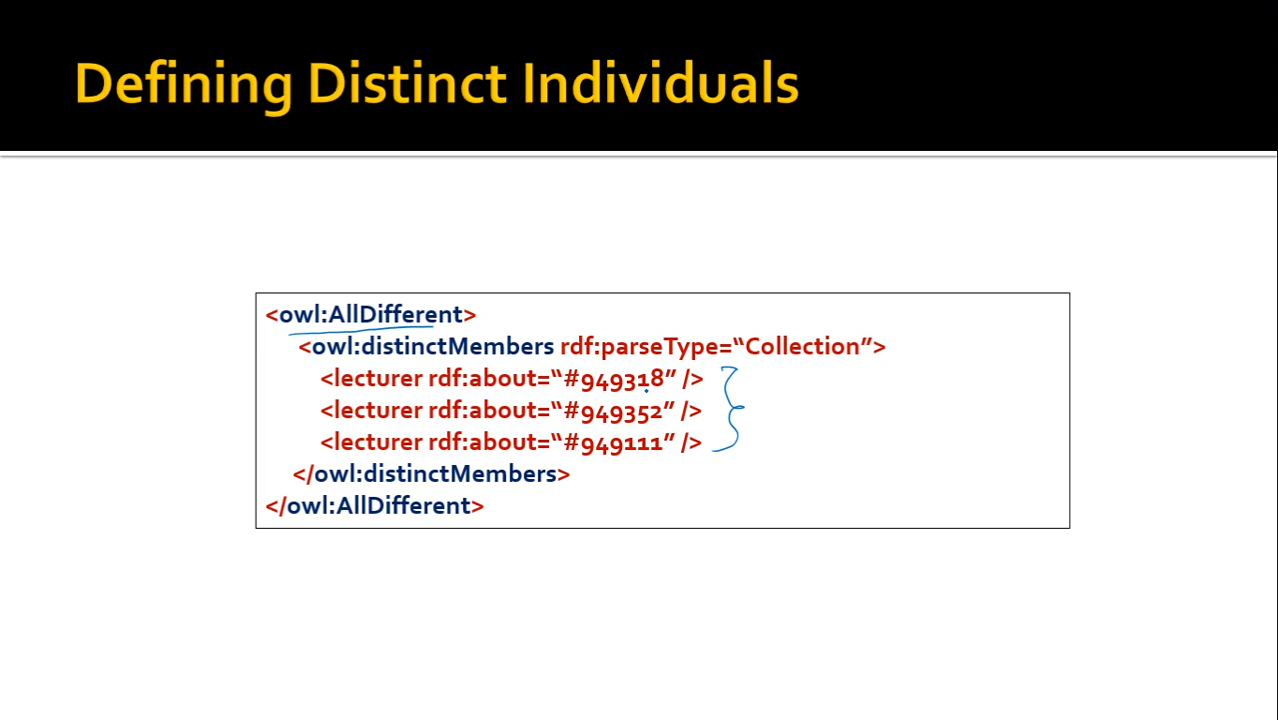 Defining Distinct Individuals
<owl:AllDifferent>
<owl:distinctMembers rdf:parseType=“Collection”>
<lecturer rdf:about=“#949318” />
<lecturer rdf:about=“#949352” />
<lecturer rdf:about=“#949111” />
</owl:distinctMembers>
</owl:AllDifferent>